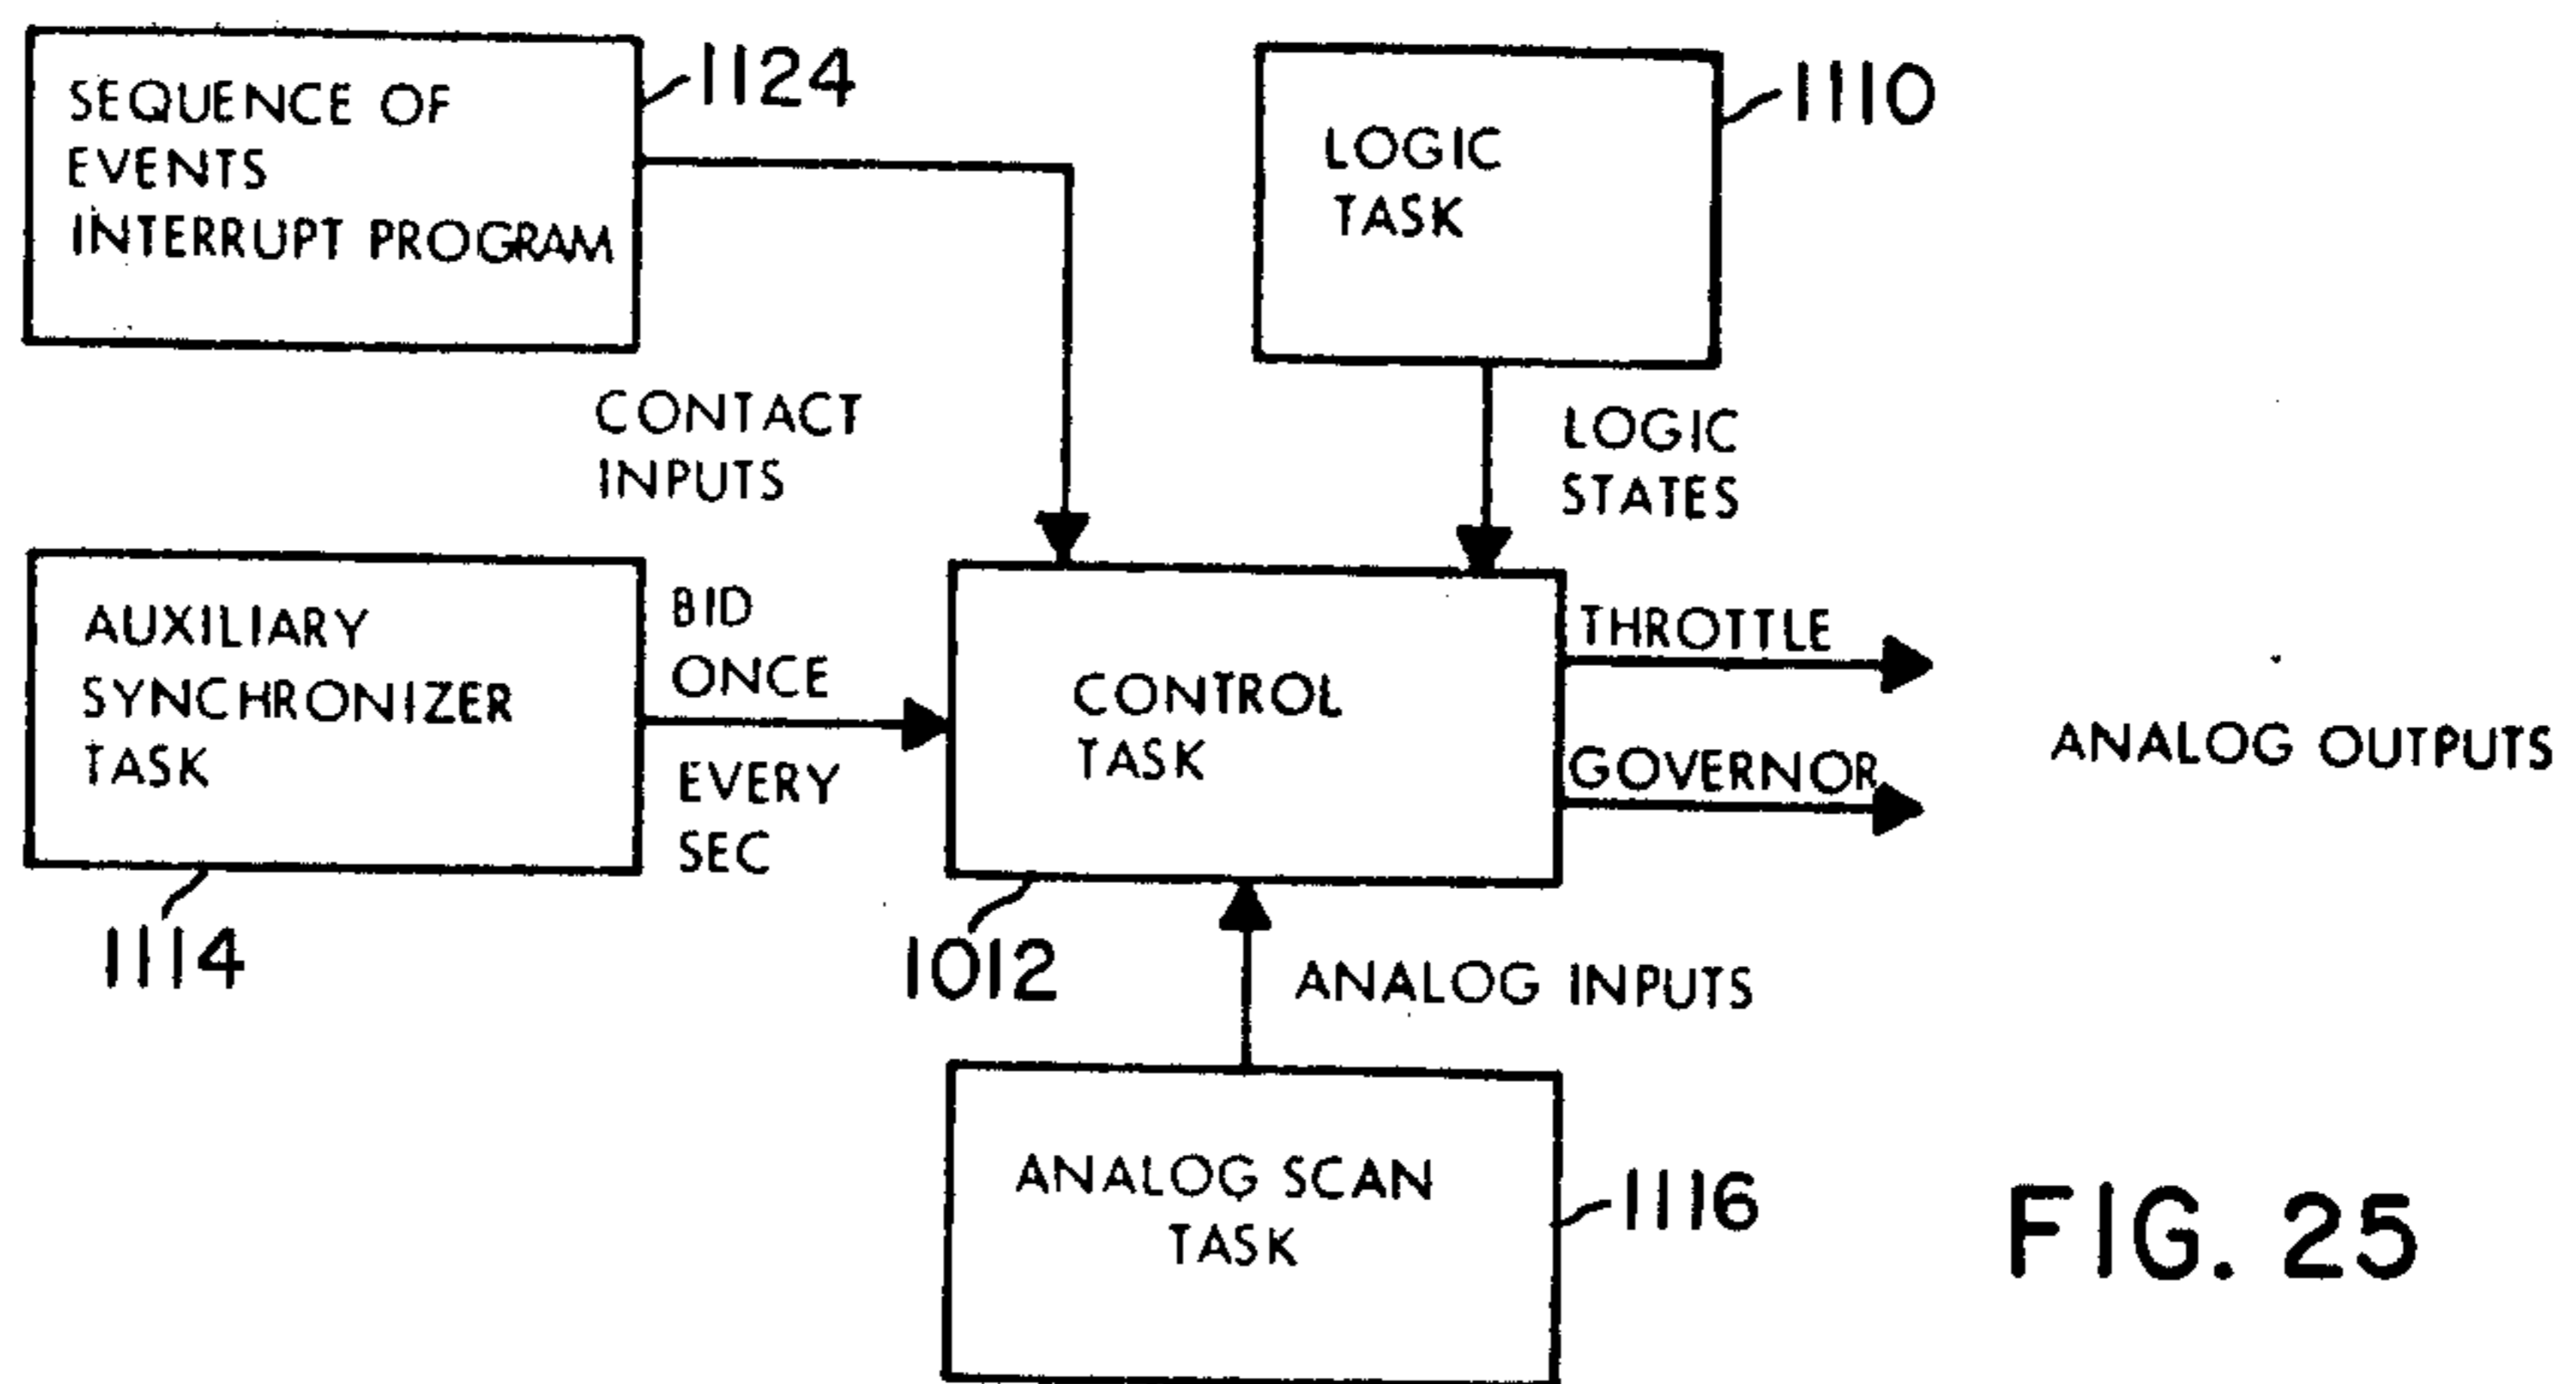 SEQUENCE OF
EVENTS
INTERRUPT PROGRAM
1124
LOGIC
TASK
1110
CONTACT
INPUTS
LOGIC
STATES
AUXILIARY
SYNCHRONIZER
TASK
1114
BID
ONCE
EVERY
SEC
CONTROL
TASK
1012
THROTTLE
GOVERNOR
ANALOG OUTPUTS
ANALOG INPUTS
ANALOG SCAN
TASK
1116
FIG. 25